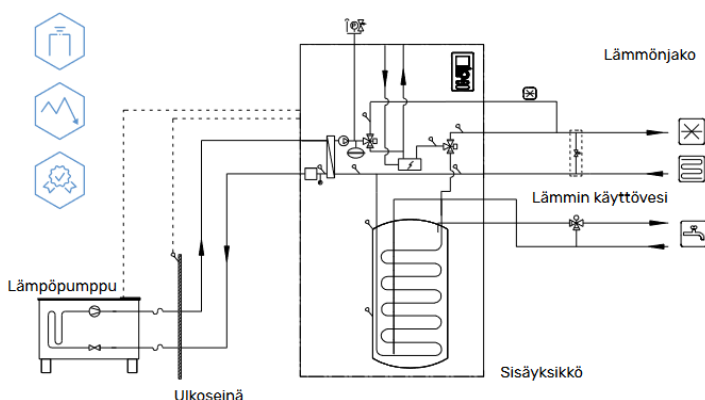 Lämmönjako
Lämmin käyttövesi
Lämpöpumppu
Sisäyksikkö
Ulkoseinä